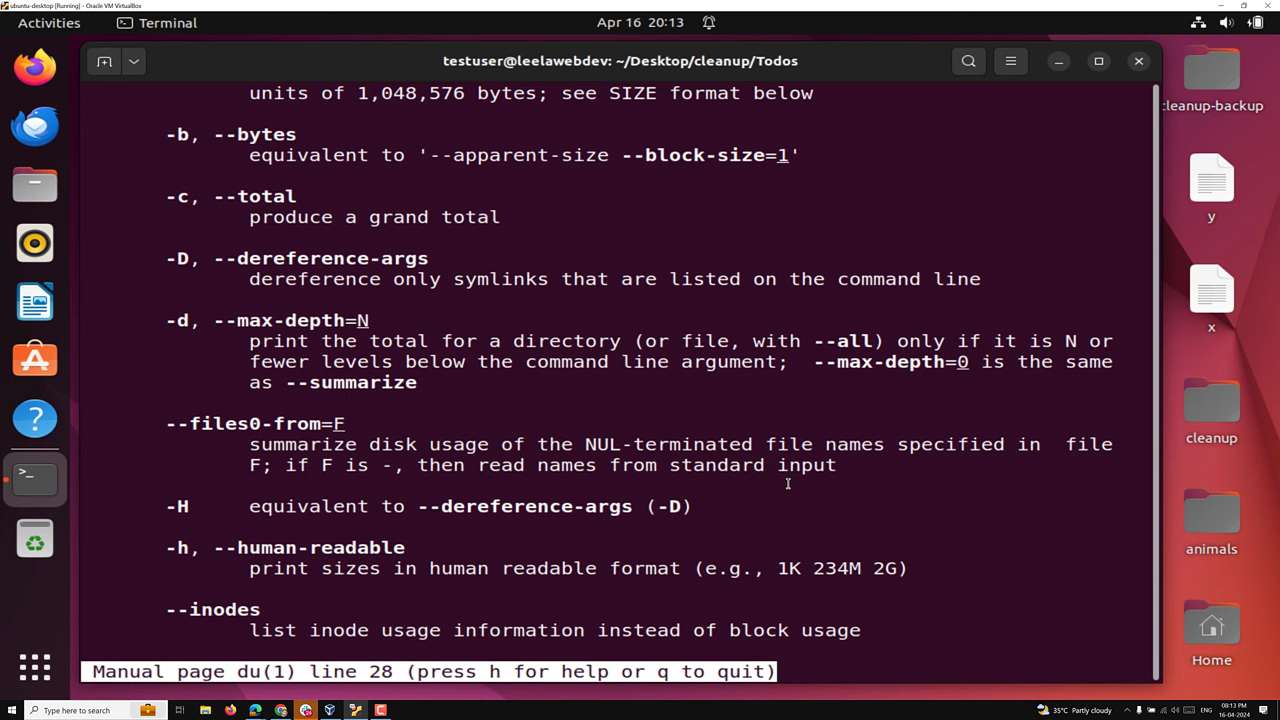 ubuntu-desktop [Running] - Oracle VM VirtualBox
Activities
Terminal
Apr 16 20:13
testuser@leelawebdev: ~/Desktop/cleanup/Todos
units of 1,048,576 bytes; see SIZE format below
-b, --bytes
equivalent to '--apparent-size --block-size=1'
-c, --total
produce a grand total
-D, --dereference-args
dereference only symlinks that are listed on the command line
-d, --max-depth=N
print the total for a directory (or file, with --all) only if it is N or
fewer levels below the command line argument; --max-depth=0 is the same
as --summarize
--files0-from=F
summarize disk usage of the NUL-terminated file names specified in file
F; if F is -, then read names from standard input
-H equivalent to --dereference-args (-D)
-h, --human-readable
print sizes in human readable format (e.g., 1K 234M 2G)
--inodes
list inode usage information instead of block usage
Manual page du(1) line 28 (press h for help or q to quit)
cleanup-backup
y
x
cleanup
animals
Home
Type here to search
35°C Partly cloudy
ENG
08:13 PM
16-04-2024